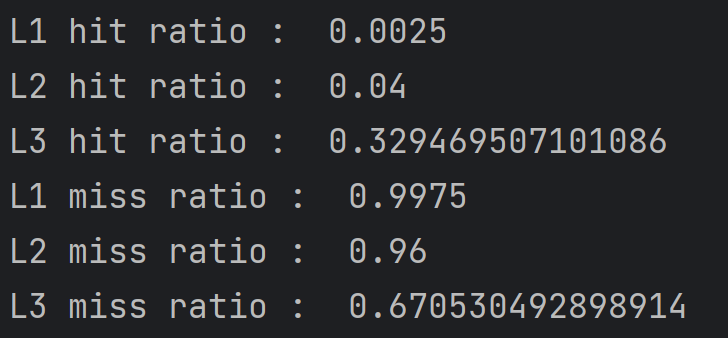 L1 hit ratio :  0.0025
L2 hit ratio :  0.04
L3 hit ratio :  0.329469507101086
L1 miss ratio :  0.9975
L2 miss ratio :  0.96
L3 miss ratio :  0.670530492898914